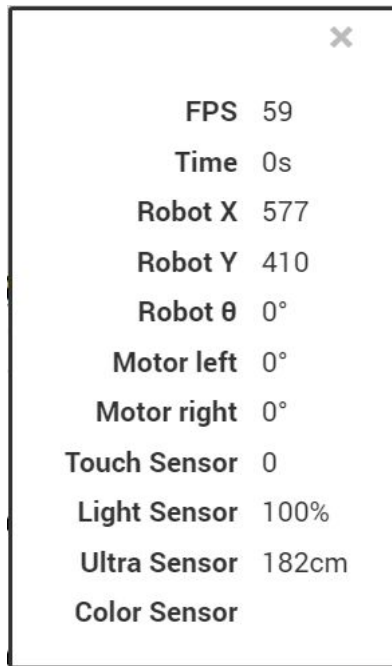 FPS 59
Time 0s
Robot X 577
Robot Y 410
Robot θ 0°
Motor left 0°
Motor right 0°
Touch Sensor 0
Light Sensor 100%
Ultra Sensor 182cm
Color Sensor